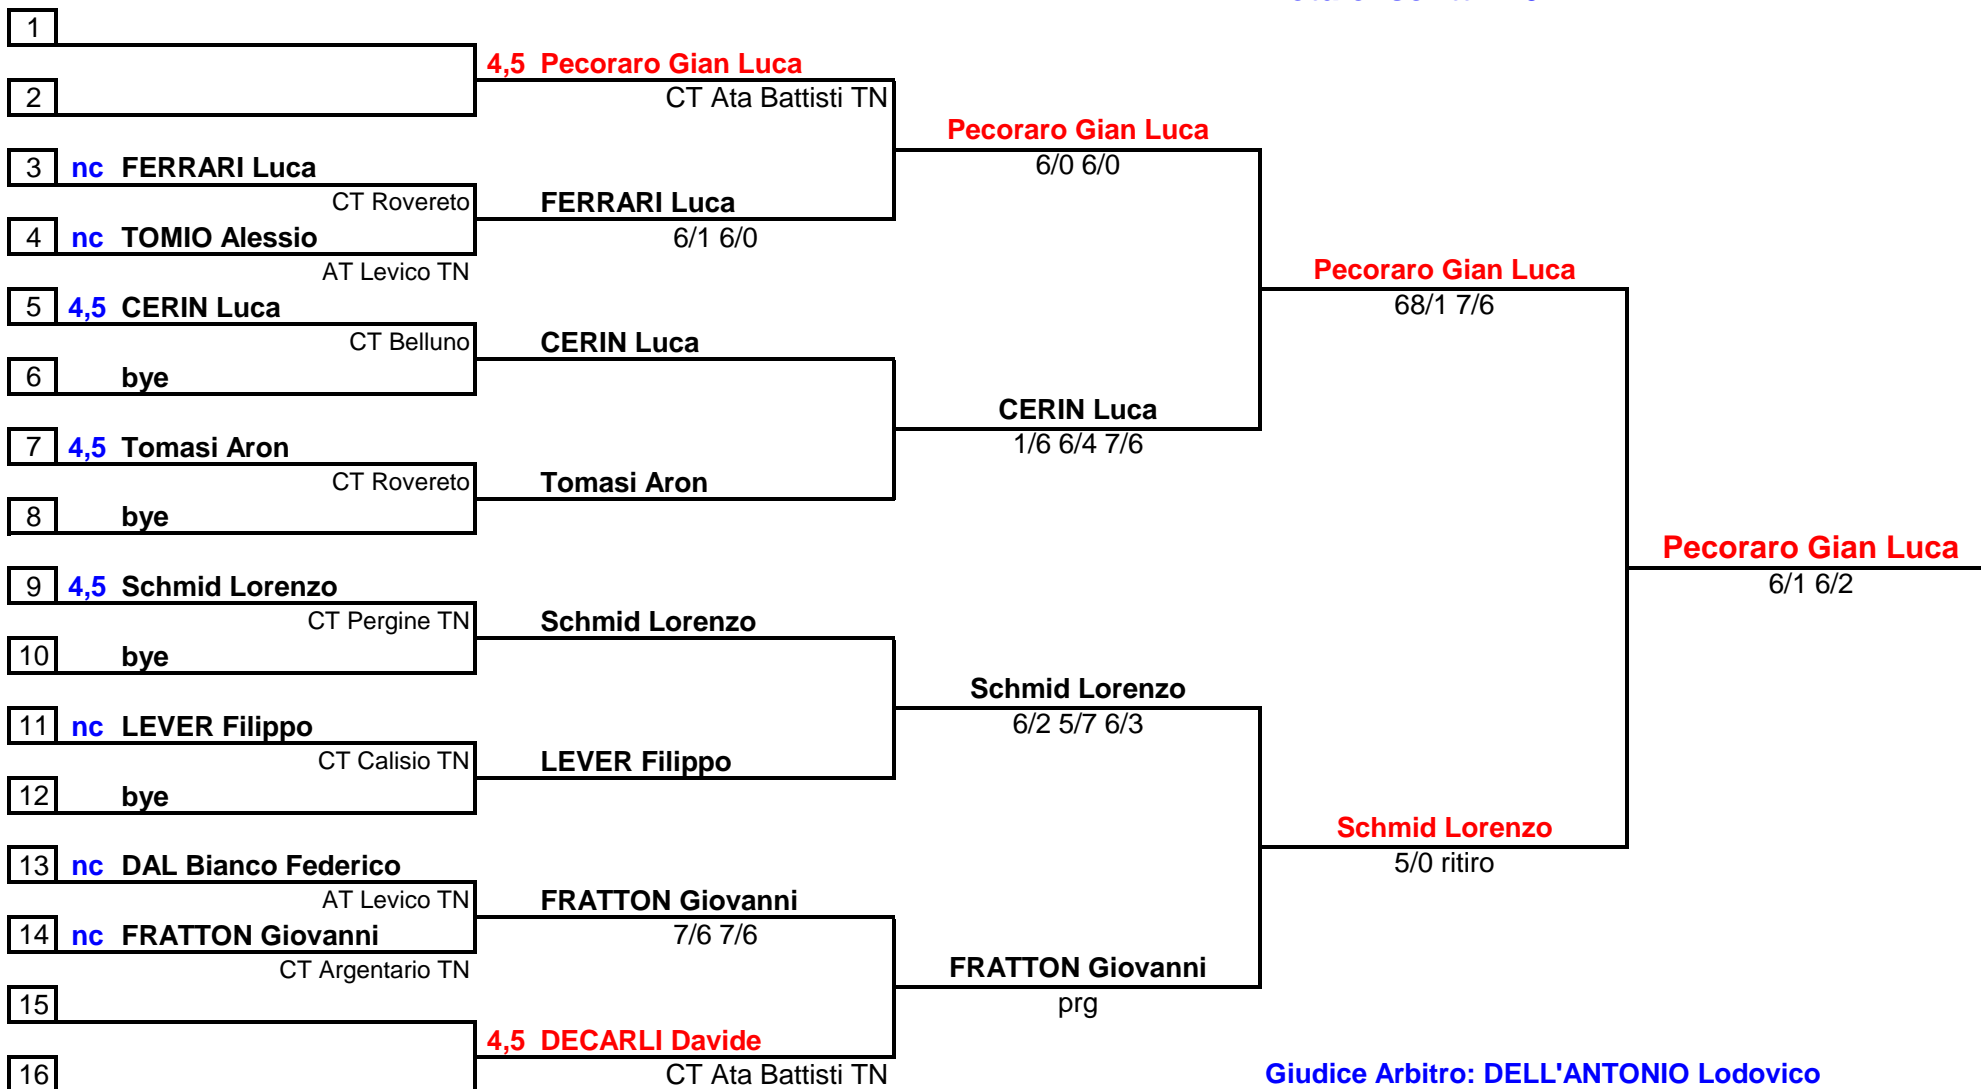 1
4,5 Pecoraro Gian Luca
2
CT Ata Battisti TN
Pecoraro Gian Luca
3 nc FERRARI Luca
6/0 6/0
CT Rovereto
FERRARI Luca
4 nc TOMIO Alessio
6/1 6/0
AT Levico TN
Pecoraro Gian Luca
5 4,5 CERIN Luca
68/1 7/6
CT Belluno
CERIN Luca
6 bye
CERIN Luca
7 4,5 Tomasi Aron
1/6 6/4 7/6
CT Rovereto
Tomasi Aron
8 bye
Pecoraro Gian Luca
9 4,5 Schmid Lorenzo
6/1 6/2
CT Pergine TN
Schmid Lorenzo
10 bye
Schmid Lorenzo
11 nc LEVER Filippo
6/2 5/7 6/3
CT Calisio TN
LEVER Filippo
12 bye
Schmid Lorenzo
13 nc DAL Bianco Federico
5/0 ritiro
AT Levico TN
FRATTON Giovanni
14 nc FRATTON Giovanni
7/6 7/6
CT Argentario TN
FRATTON Giovanni
15
prg
4,5 DECARLI Davide
16
CT Ata Battisti TN
Giudice Arbitro: DELL'ANTONIO Lodovico